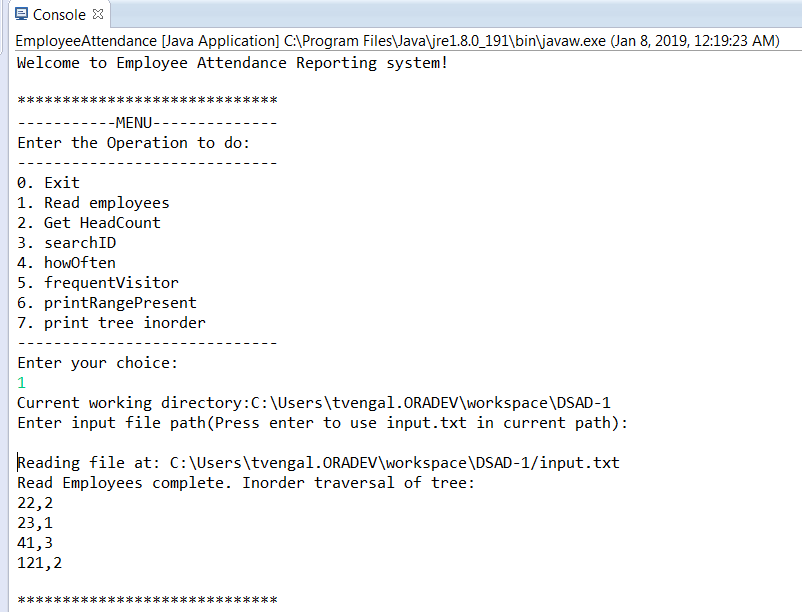 Console
EmployeeAttendance [Java Application] C:\Program Files\Java\jre1.8.0_191\bin\javaw.exe (Jan 8, 2019, 12:19:23 AM)
Welcome to Employee Attendance Reporting system!
*****************************
-----------MENU--------------
Enter the Operation to do:
-----------------------------
0. Exit
1. Read employees
2. Get HeadCount
3. searchID
4. howOften
5. frequentVisitor
6. printRangePresent
7. print tree inorder
-----------------------------
Enter your choice:
1
Current working directory:C:\Users\tvengal.ORADEV\workspace\DSAD-1
Enter input file path(Press enter to use input.txt in current path):
Reading file at: C:\Users\tvengal.ORADEV\workspace\DSAD-1/input.txt
Read Employees complete. Inorder traversal of tree:
22,2
23,1
41,3
121,2
*****************************